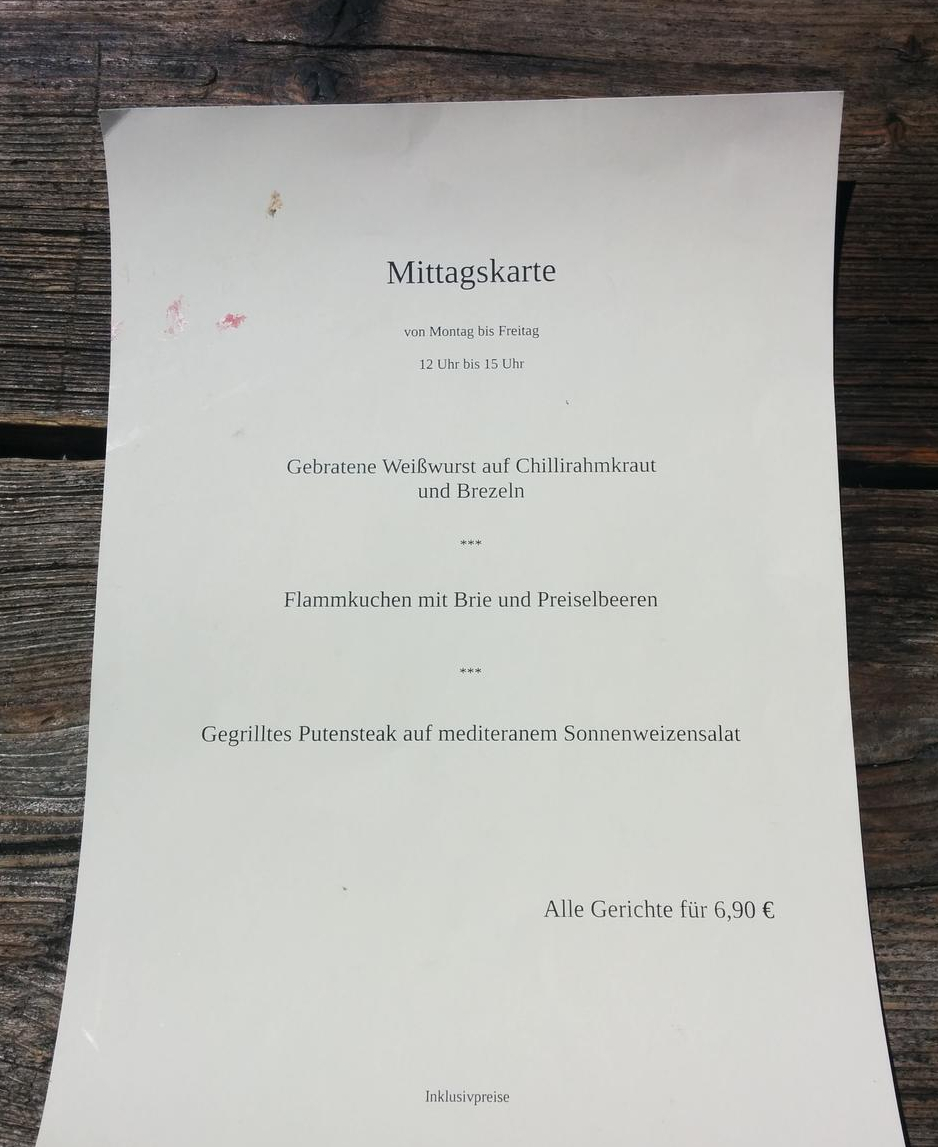 Mittagskarte
von Montag bis Freitag
12 Uhr bis 15 Uhr
Gebratene Weißwurst auf Chillirahmkraut
und Brezeln
***
Flammkuchen mit Brie und Preiselbeeren
***
Gegrilltes Putensteak auf mediteranem Sonnenweizensalat
Alle Gerichte für 6,90 €
Inklusivpreise